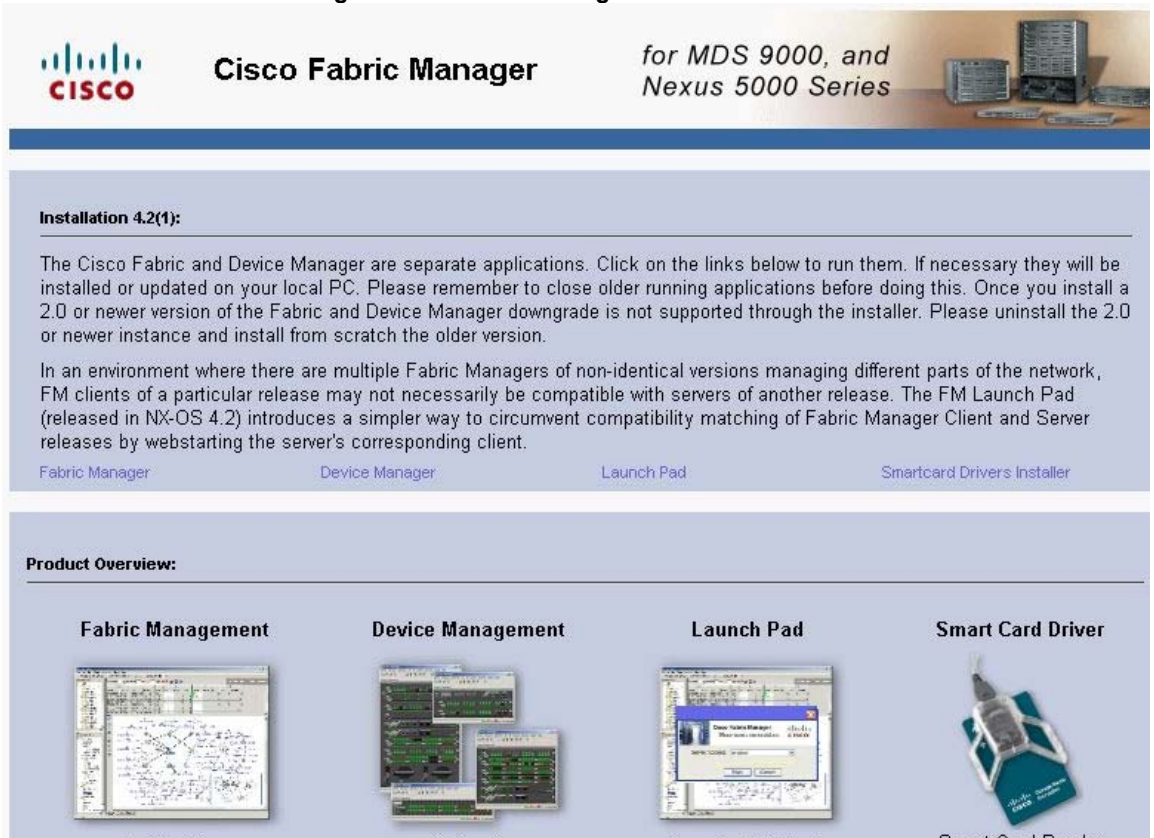 CISCO
Cisco Fabric Manager
for MDS 9000, and
Nexus 5000 Series
Installation 4.2(1):
The Cisco Fabric and Device Manager are separate applications. Click on the links below to run them. If necessary they will be
installed or updated on your local PC. Please remember to close older running applications before doing this. Once you install a
2.0 or newer version of the Fabric and Device Manager downgrade is not supported through the installer. Please uninstall the 2.0
or newer instance and install from scratch the older version.
In an environment where there are multiple Fabric Managers of non-identical versions managing different parts of the network,
FM clients of a particular release may not necessarily be compatible with servers of another release. The FM Launch Pad
(released in NX-OS 4.2) introduces a simpler way to circumvent compatibility matching of Fabric Manager Client and Server
releases by webstarting the server's corresponding client.
Fabric Manager Device Manager Launch Pad Smartcard Drivers Installer
Product Overview:
Fabric Management Device Management Launch Pad Smart Card Driver
Cisco Fabric Manager